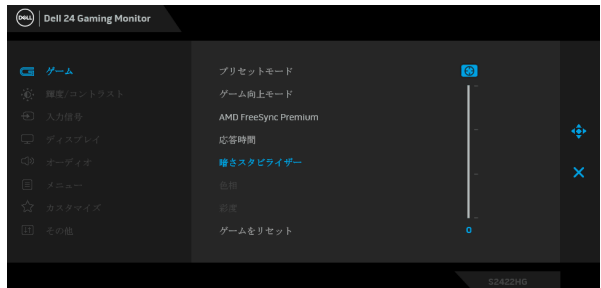 DELL
Dell 24 Gaming Monitor
ゲーム
輝度/コントラスト
入力信号
ディスプレイ
オーディオ
メニュー
カスタマイズ
その他
プリセットモード
ゲーム向上モード
AMD FreeSync Premium
応答時間
暗さスタビライザー
色相
彩度
ゲームをリセット
0
S2422HG